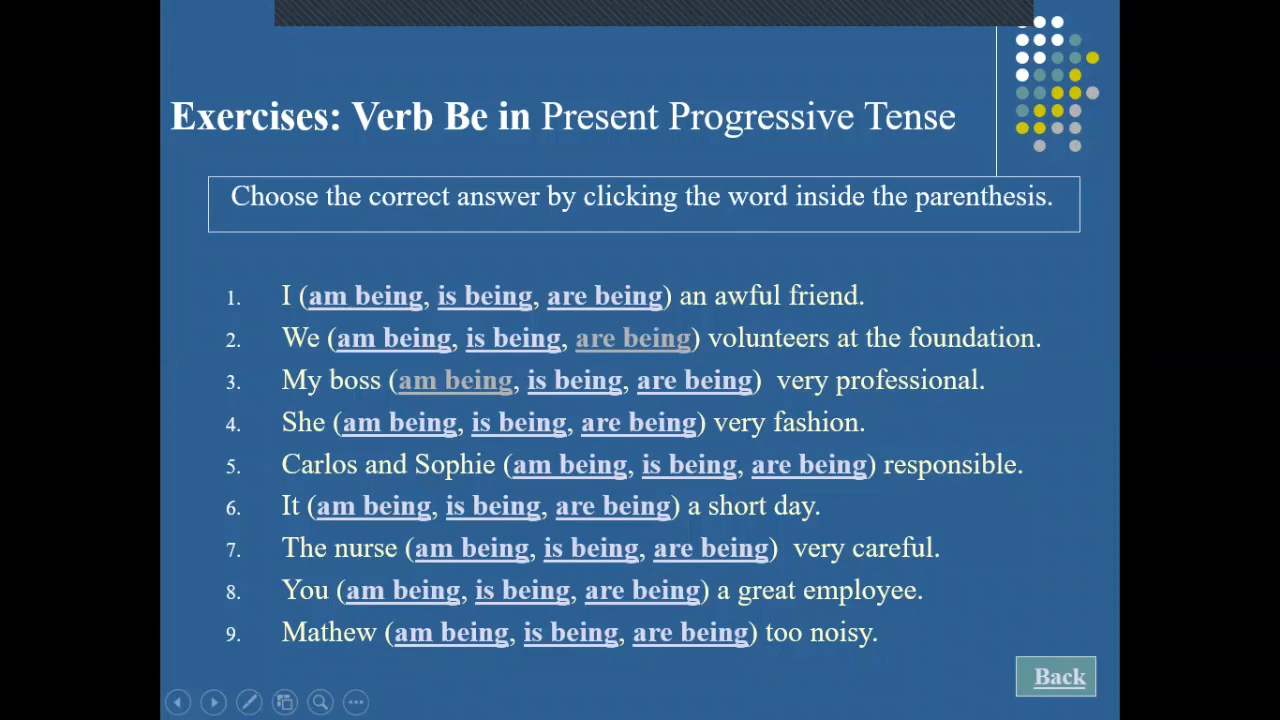 Exercises: Verb Be in Present Progressive Tense
Choose the correct answer by clicking the word inside the parenthesis.
1. I (am being, is being, are being) an awful friend.
2. We (am being, is being, are being) volunteers at the foundation.
3. My boss (am being, is being, are being) very professional.
4. She (am being, is being, are being) very fashion.
5. Carlos and Sophie (am being, is being, are being) responsible.
6. It (am being, is being, are being) a short day.
7. The nurse (am being, is being, are being) very careful.
8. You (am being, is being, are being) a great employee.
9. Mathew (am being, is being, are being) too noisy.
Back